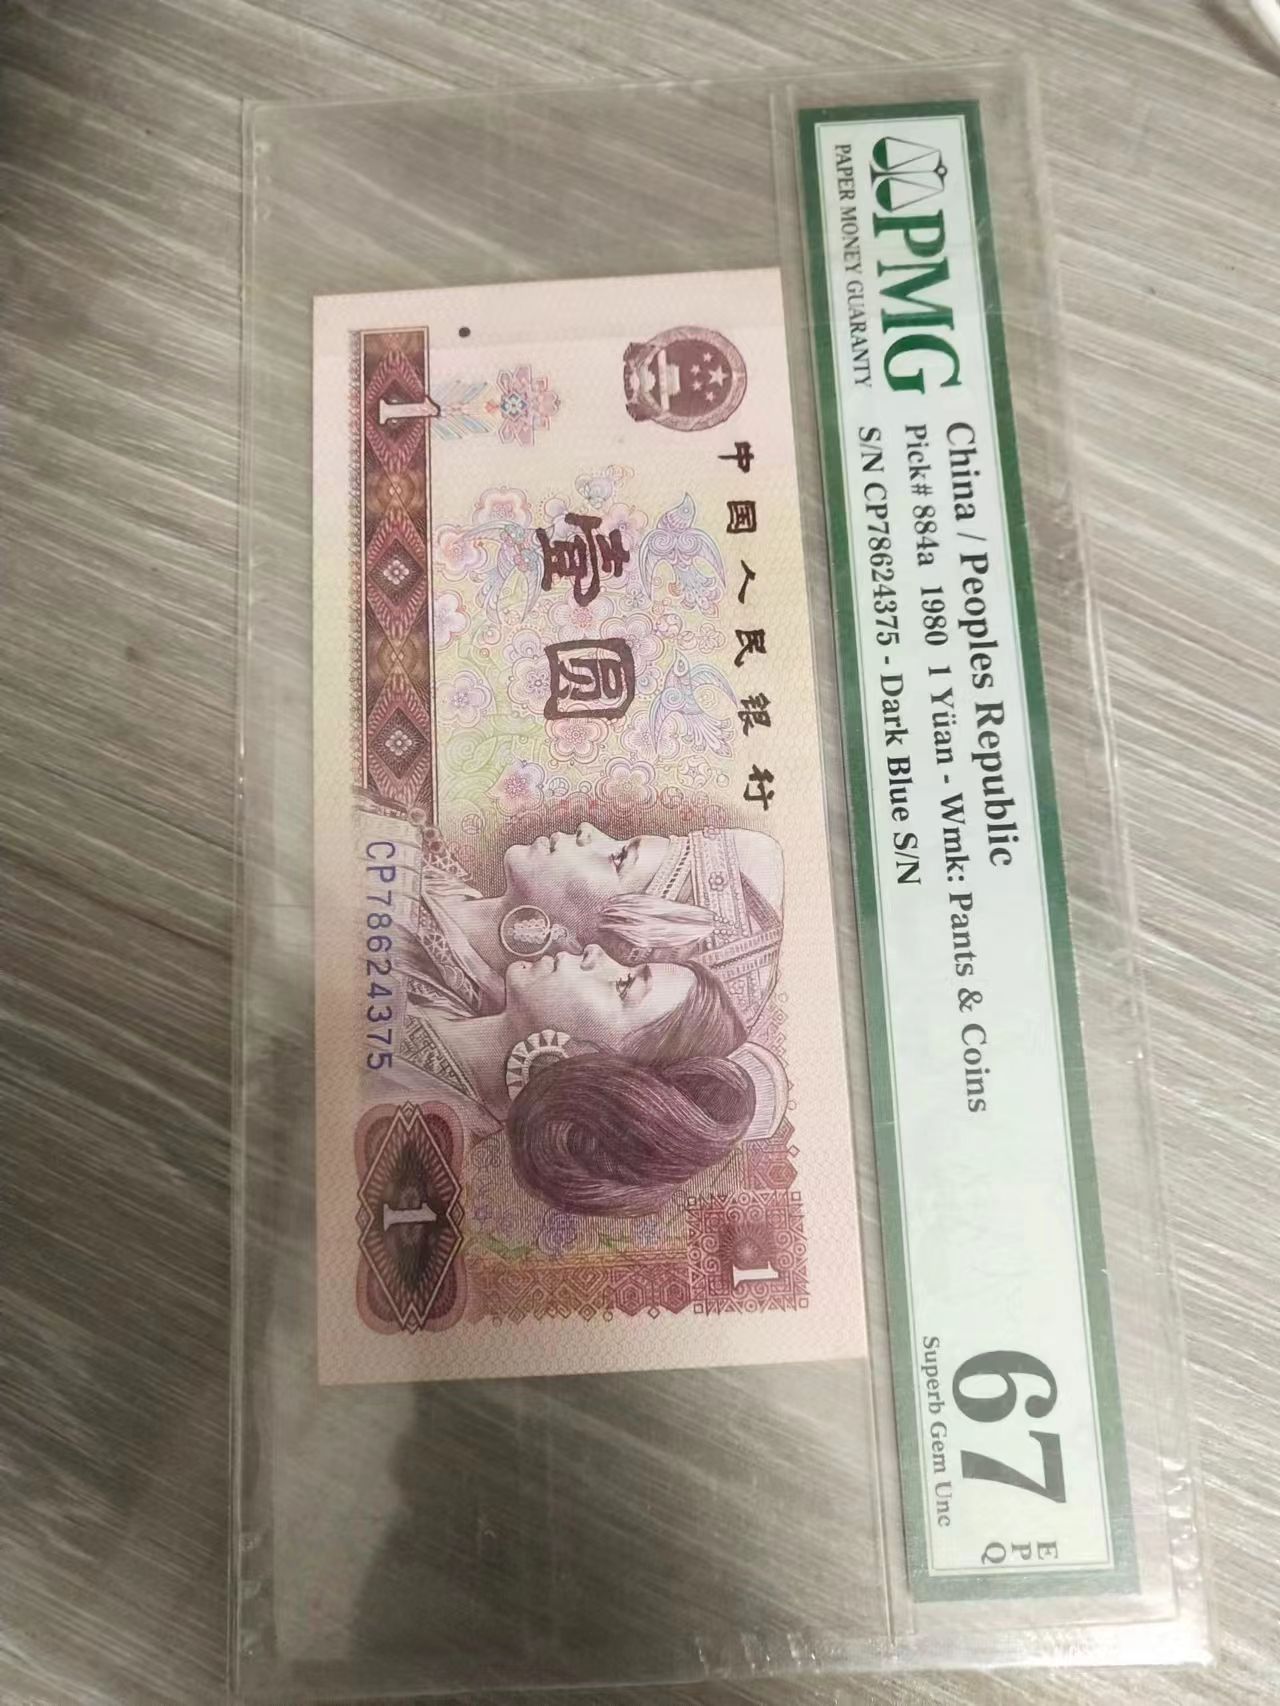 PMG
PAPER MONEY GUARANTY
China / Peoples Republic
Pick# 884a 1980 1 Yüan - Wmk: Pants & Coins
S/N CP78624375 - Dark Blue S/N
67
EPQ
Superb Gem Unc
中国人民银行
壹圆
1
1
1
CP78624375